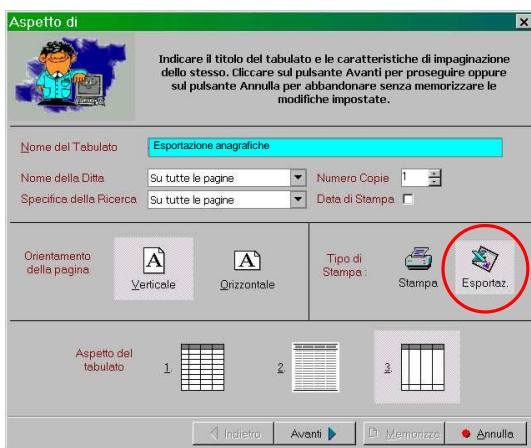 Aspetto di
Indicare il titolo del tabulato e le caratteristiche di impaginazione
dello stesso. Cliccare sul pulsante Avanti per proseguire oppure
sul pulsante Annulla per abbandonare senza memorizzare le
modifiche impostate.
Nome del Tabulato Esportazione anagrafiche
Nome della Ditta Su tutte le pagine Numero Copie 1
Specifica della Ricerca Su tutte le pagine Data di Stampa
Orientamento
della pagina
A Verticale
A Orizzontale
Tipo di
Stampa :
Stampa
Esportaz.
Aspetto del
tabulato
1. 2. 3.
Indietro Avanti Memorizza Annulla